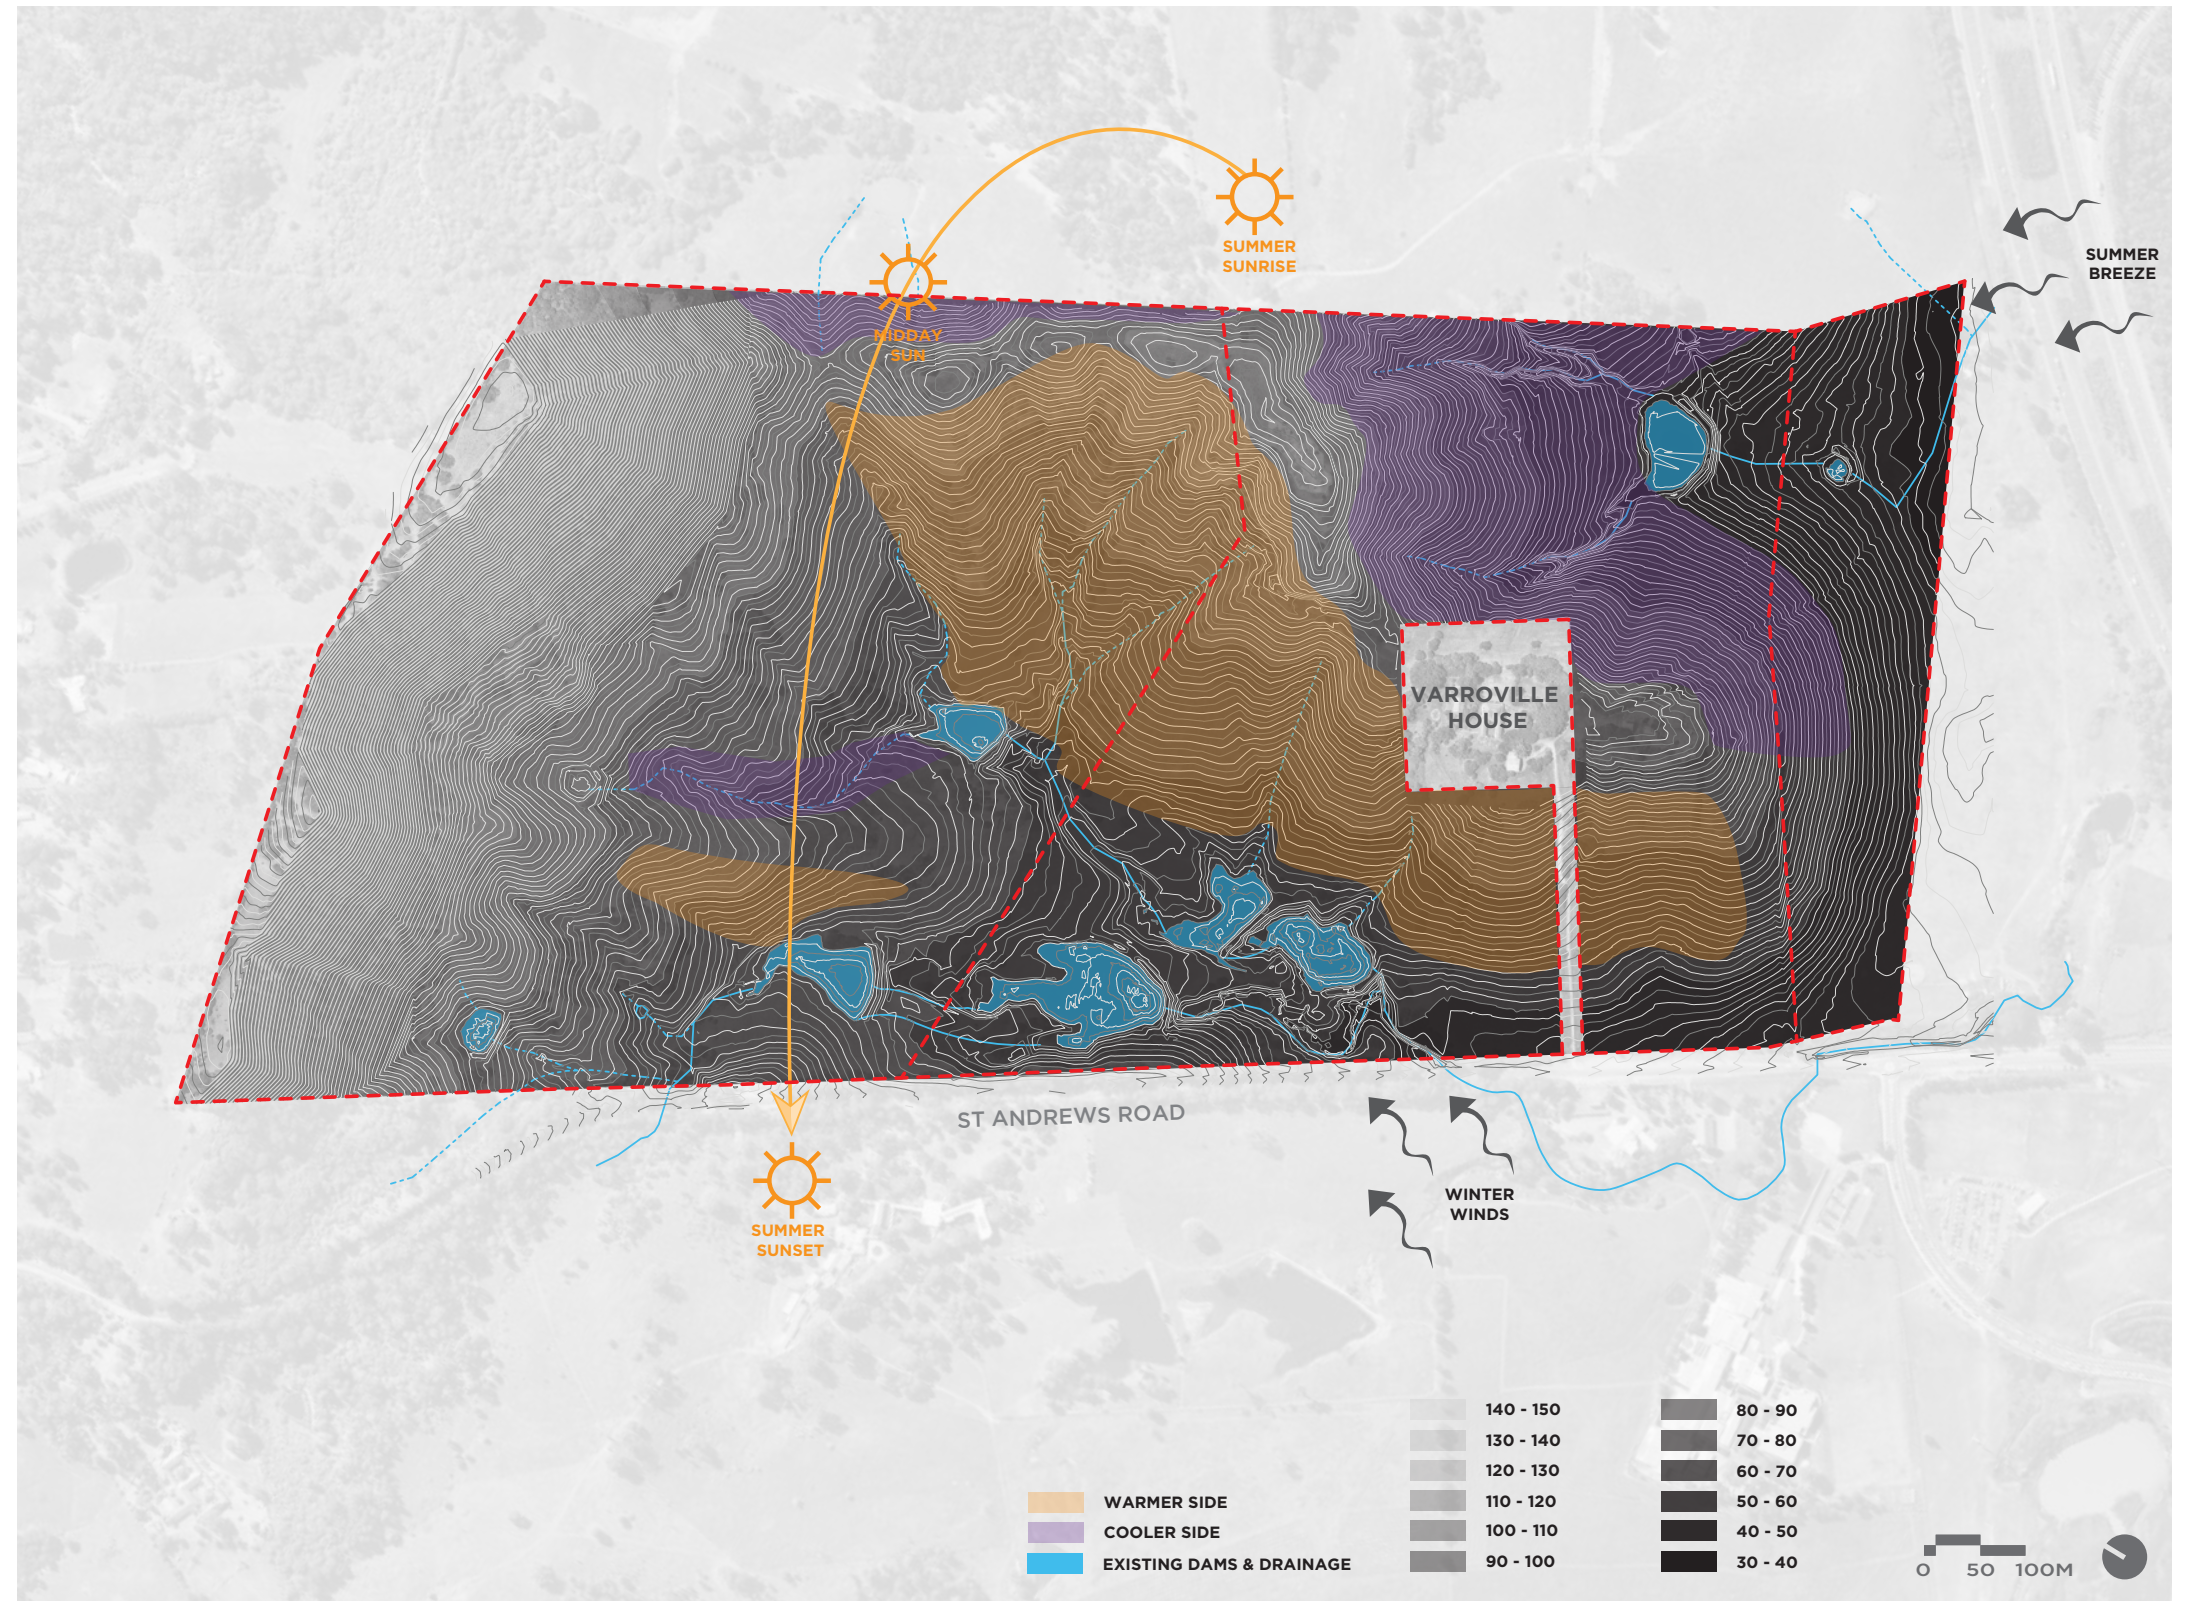 SUMMER
SUNRISE
SUMMER
BREEZE
MIDDAY
SUN
VARROVILLE
HOUSE
ST ANDREWS ROAD
WINTER
WINDS
SUMMER
SUNSET
WARMER SIDE
COOLER SIDE
EXISTING DAMS & DRAINAGE
140 - 150
130 - 140
120 - 130
110 - 120
100 - 110
90 - 100
80 - 90
70 - 80
60 - 70
50 - 60
40 - 50
30 - 40
0 50 100M